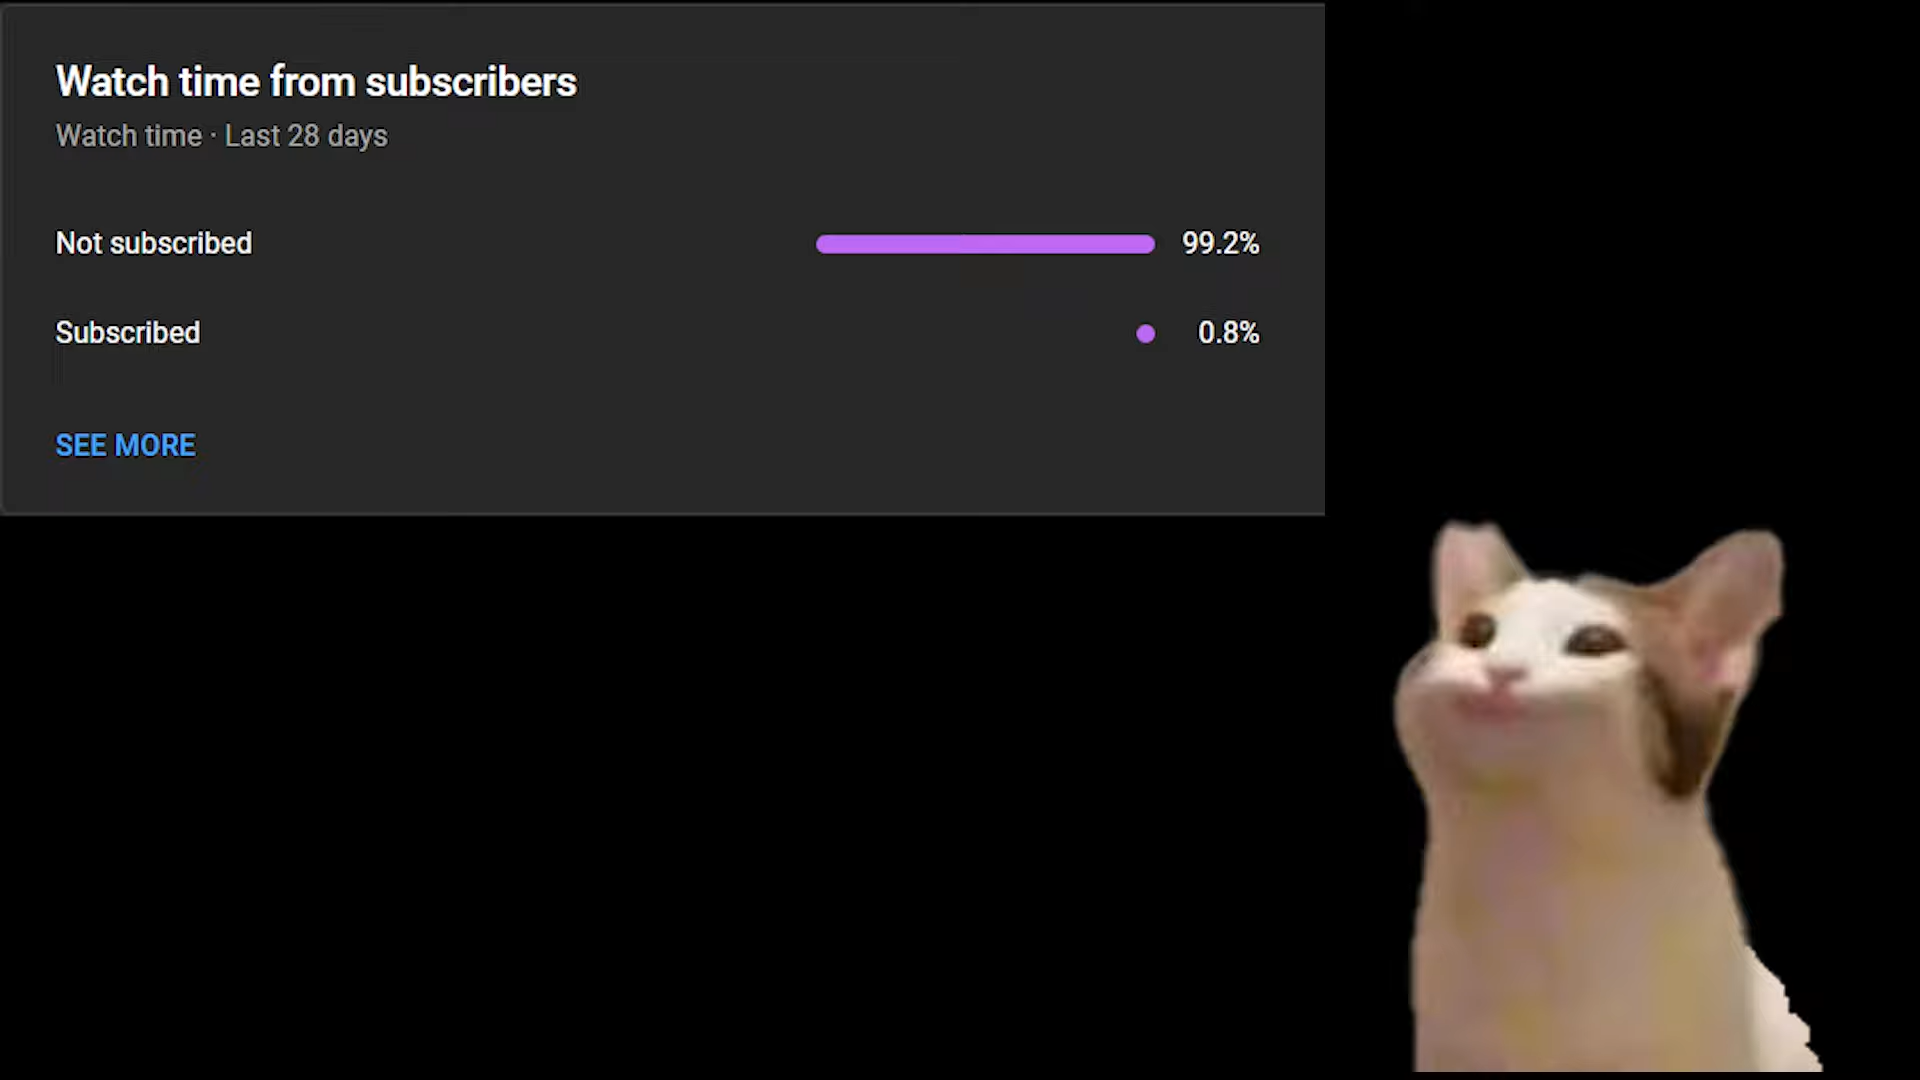 Watch time from subscribers
Watch time · Last 28 days
Not subscribed 99.2%
Subscribed 0.8%
SEE MORE